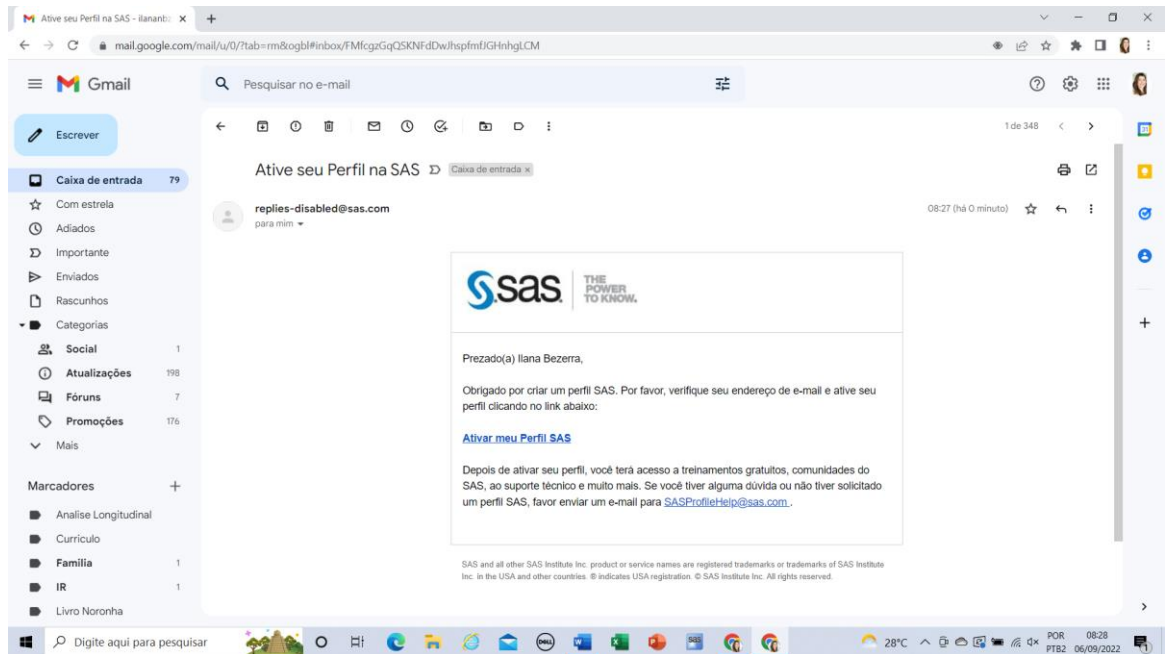 Ative seu Perfil na SAS - ilananb
mail.google.com/mail/u/0/?tab=rm&ogbl#inbox/FMfcgzGqQSKNFdDwJhspfmfJGHnhgLCM
Gmail
Pesquisar no e-mail
Escrever
1 de 348
Ative seu Perfil na SAS
Caixa de entrada x
Caixa de entrada 79
Com estrela
Adiados
Importante
Enviados
Rascunhos
Categorias
Social 1
Atualizações 198
Fóruns 7
Promoções 176
Mais
Marcadores
Analise Longitudinal
Curriculo
Familia 1
IR 1
Livro Noronha
replies-disabled@sas.com
para mim
08:27 (há 0 minuto)
sas
THE
POWER
TO KNOW.
Prezado(a) Ilana Bezerra,
Obrigado por criar um perfil SAS. Por favor, verifique seu endereço de e-mail e ative seu
perfil clicando no link abaixo:
Ativar meu Perfil SAS
Depois de ativar seu perfil, você terá acesso a treinamentos gratuitos, comunidades do
SAS, ao suporte técnico e muito mais. Se você tiver alguma dúvida ou não tiver solicitado
um perfil SAS, favor enviar um e-mail para SASProfileHelp@sas.com .
SAS and all other SAS Institute Inc. product or service names are registered trademarks or trademarks of SAS Institute
Inc. in the USA and other countries. ® indicates USA registration. © SAS Institute Inc. All rights reserved.
Digite aqui para pesquisar
DELL
SAS
28°C
POR
PTB2
08:28
06/09/2022